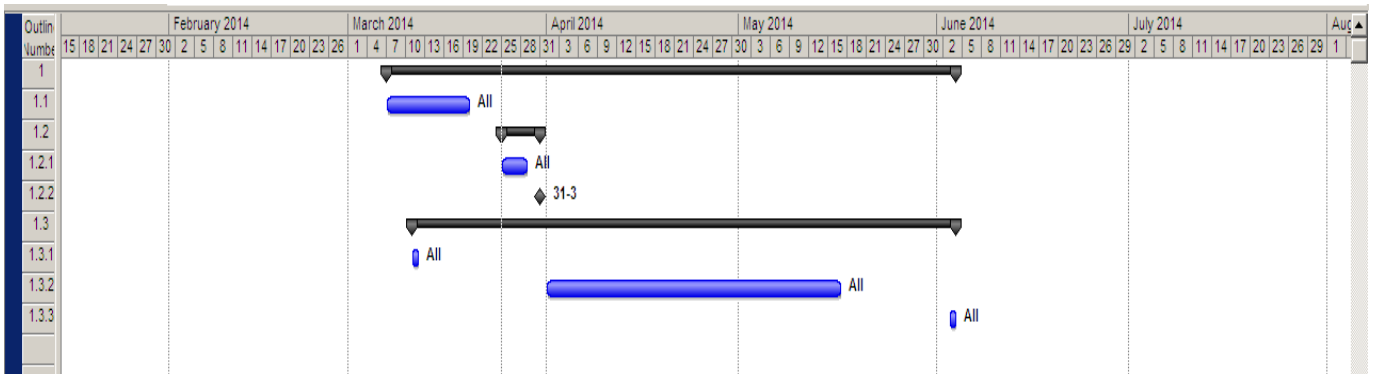 Outlin February 2014 March 2014 April 2014 May 2014 June 2014 July 2014 Aug
Numbe 15 18 21 24 27 30 2 5 8 11 14 17 20 23 26 1 4 7 10 13 16 19 22 25 28 31 3 6 9 12 15 18 21 24 27 30 3 6 9 12 15 18 21 24 27 30 2 5 8 11 14 17 20 23 26 29 2 5 8 11 14 17 20 23 26 29 1
1
1.1 All
1.2
1.2.1 All
1.2.2 31-3
1.3
1.3.1 All
1.3.2 All
1.3.3 All